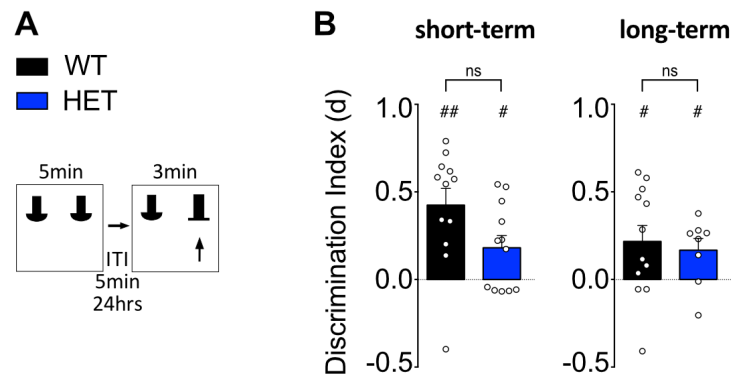 A
WT
HET
5min
3min
ITI
5min
24hrs
B
short-term
long-term
ns
ns
##
#
#
#
Discrimination Index (d)
1.0
0.5
0.0
-0.5
1.0
0.5
0.0
-0.5